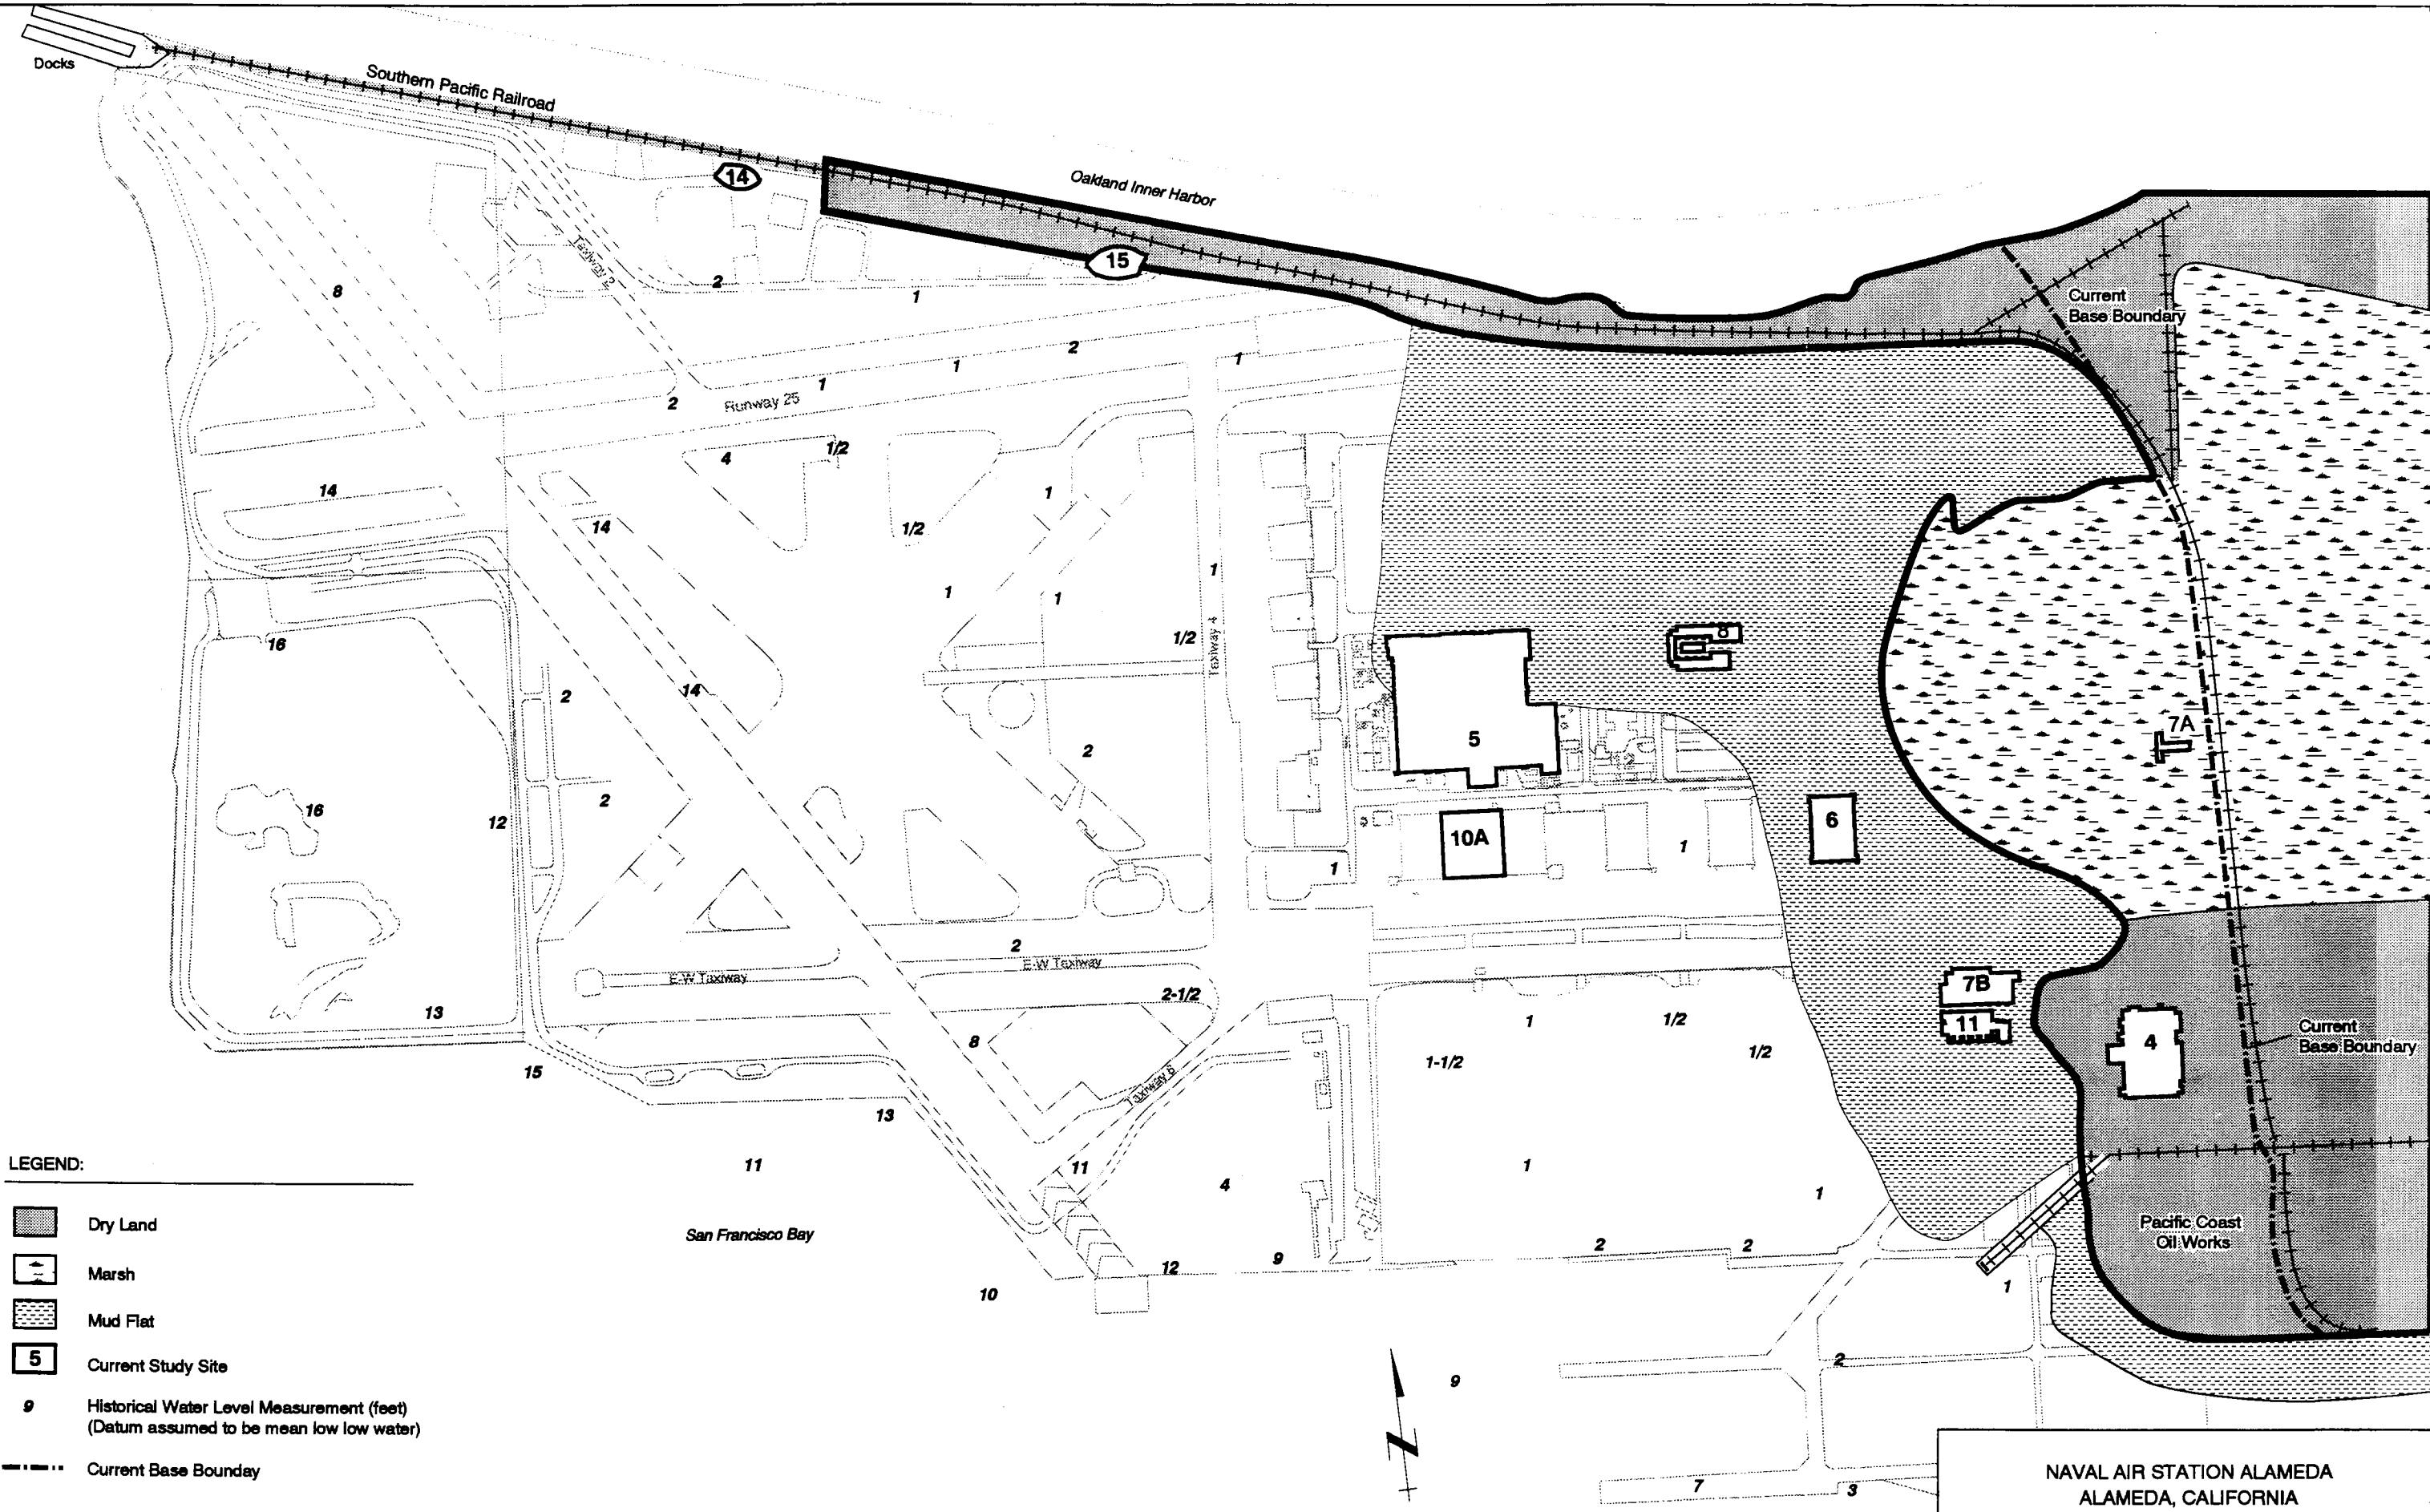 Docks
Southern Pacific Railroad
14
Oakland Inner Harbor
15
Taxiway 2
8
2
1
Current
Base Boundary
2
1
1
1
2
Runway 25
4
1/2
14
14
1/2
1
1
1
1
1/2
Taxiway 4
8
16
14
2
2
5
7A
12
16
12
2
10A
1
6
1
2
E-W Taxiway
E-W Taxiway
2-1/2
7B
11
4
Current
Base Boundary
13
8
1
1/2
1-1/2
1/2
15
Taxiway 6
13
11
11
4
1
1
San Francisco Bay
Pacific Coast
Oil Works
12
9
2
2
10
1
9
2
7
3
N
LEGEND:
Dry Land
Marsh
Mud Flat
5
Current Study Site
9
Historical Water Level Measurement (feet)
(Datum assumed to be mean low low water)
Current Base Bounday
NAVAL AIR STATION ALAMEDA
ALAMEDA, CALIFORNIA